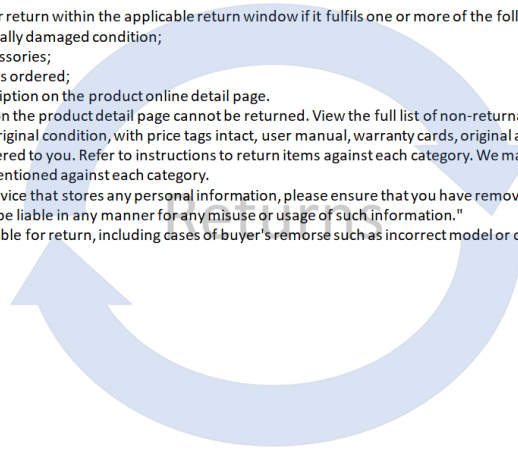 r return within the applicable return window if it fulfils one or more of the foll
ally damaged condition;
ssories;
s ordered;
iption on the product online detail page.
on the product detail page cannot be returned. View the full list of non-returna
riginal condition, with price tags intact, user manual, warranty cards, original a
ered to you. Refer to instructions to return items against each category. We ma
entioned against each category.
vice that stores any personal information, please ensure that you have remov
be liable in any manner for any misuse or usage of such information."
Returns
ble for return, including cases of buyer's remorse such as incorrect model or c